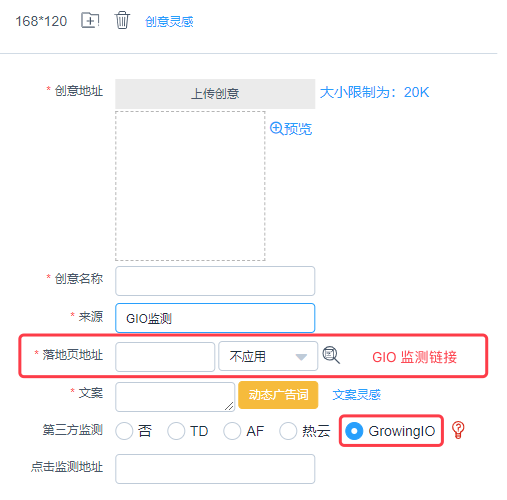 168*120 创意灵感
* 创意地址 上传创意 大小限制为：20K
预览
* 创意名称
* 来源 GIO监测
* 落地页地址 不应用 GIO 监测链接
* 文案 动态广告词 文案灵感
第三方监测 否 TD AF 热云 GrowingIO
点击监测地址